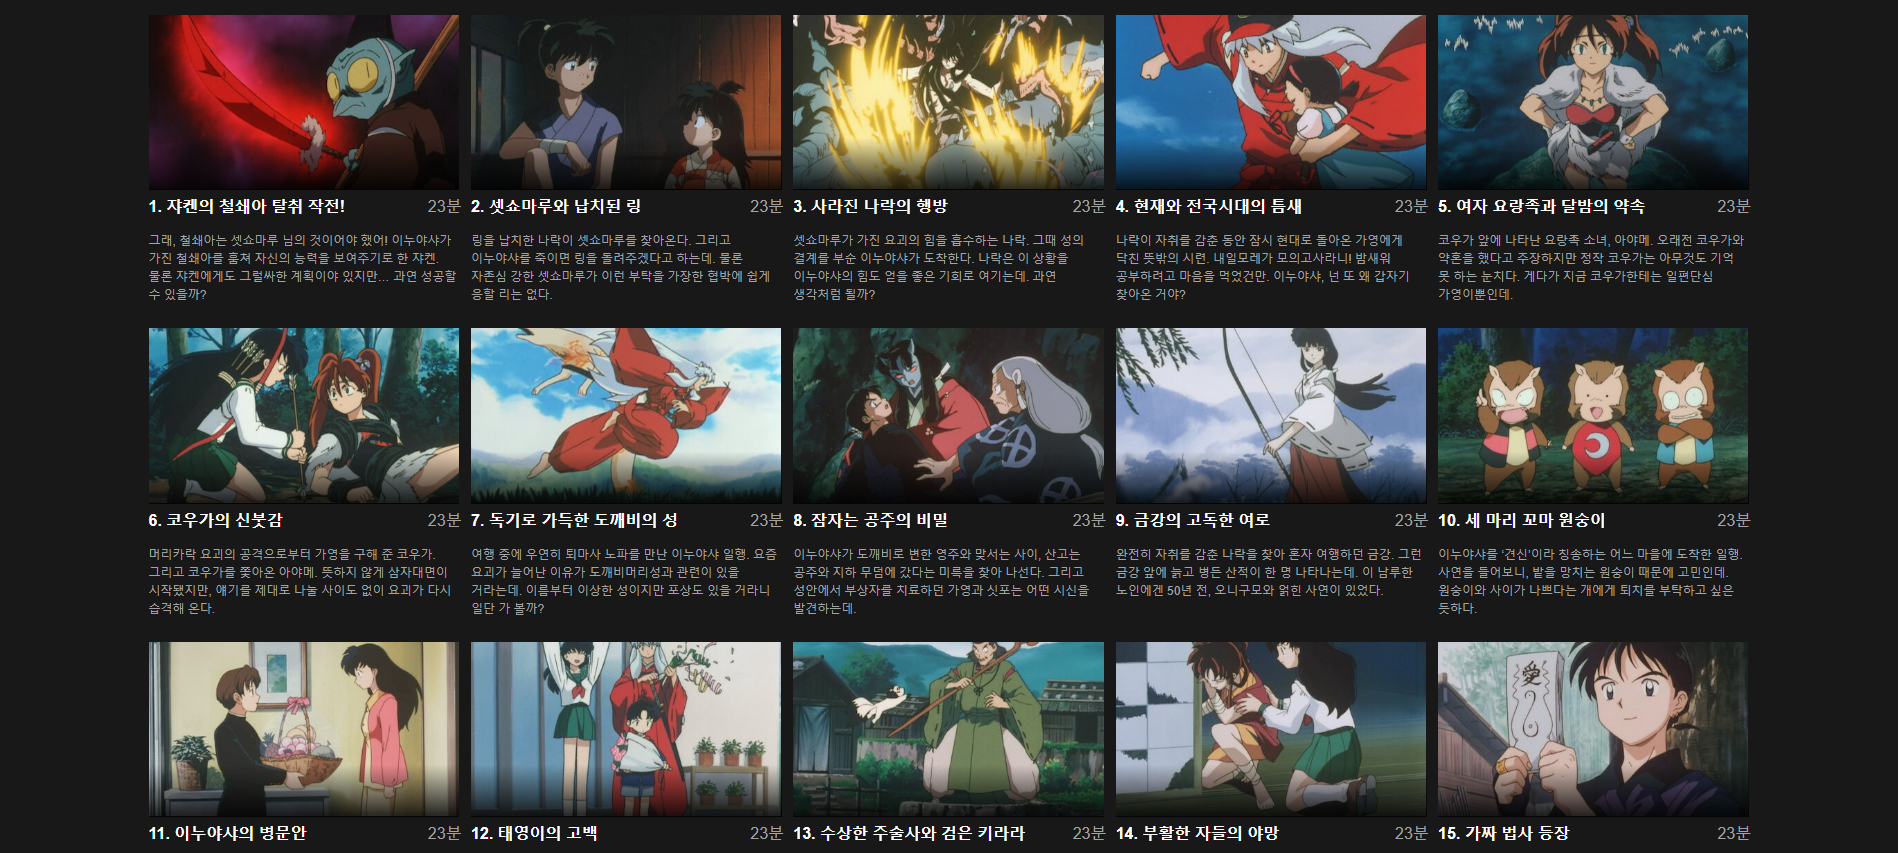 1. 쟈켄의 철쇄아 탈취 작전! 23분
그래, 철쇄아는 셋쇼마루 님의 것이어야 했어! 이누야샤가
가진 철쇄아를 훔쳐 자신의 능력을 보여주기로 한 쟈켄.
물론 쟈켄에게도 그럴싸한 계획이야 있지만... 과연 성공할
수 있을까?
2. 셋쇼마루와 납치된 링 23분
링을 납치한 나락이 셋쇼마루를 찾아온다. 그리고
이누야샤를 죽이면 링을 돌려주겠다고 하는데. 물론
자존심 강한 셋쇼마루가 이런 부탁을 가장한 협박에 쉽게
응할 리는 없다.
3. 사라진 나락의 행방 23분
셋쇼마루가 가진 요괴의 힘을 흡수하는 나락. 그때 성의
결계를 부순 이누야샤가 도착한다. 나락은 이 상황을
이누야샤의 힘도 얻을 좋은 기회로 여기는데. 과연
생각처럼 될까?
4. 현재와 전국시대의 틈새 23분
나락이 자취를 감춘 동안 잠시 현대로 돌아온 가영에게
닥친 뜻밖의 시련. 내일모레가 모의고사라니! 밤새워
공부하려고 마음을 먹었건만. 이누야샤, 넌 또 왜 갑자기
찾아온 거야?
5. 여자 요랑족과 달밤의 약속 23분
코우가 앞에 나타난 요랑족 소녀, 아야메. 오래전 코우가와
약혼을 했다고 주장하지만 정작 코우가는 아무것도 기억
못 하는 눈치다. 게다가 지금 코우가한테는 일편단심
가영이뿐인데.
6. 코우가의 신붓감 23분
머리카락 요괴의 공격으로부터 가영을 구해 준 코우가.
그리고 코우가를 쫓아온 아야메. 뜻하지 않게 삼자대면이
시작됐지만, 얘기를 제대로 나눌 사이도 없이 요괴가 다시
습격해 온다.
7. 독기로 가득한 도깨비의 성 23분
여행 중에 우연히 퇴마사 노파를 만난 이누야샤 일행. 요즘
요괴가 늘어난 이유가 도깨비머리성과 관련이 있을
거라는데. 이름부터 이상한 성이지만 포상도 있을 거라니
일단 가 볼까?
8. 잠자는 공주의 비밀 23분
이누야샤가 도깨비로 변한 영주와 맞서는 사이, 산고는
공주와 지하 무덤에 갔다는 미륵을 찾아 나선다. 그리고
성안에서 부상자를 치료하던 가영과 싯포는 어떤 시신을
발견하는데.
9. 금강의 고독한 여로 23분
완전히 자취를 감춘 나락을 찾아 혼자 여행하던 금강. 그런
금강 앞에 늙고 병든 산적이 한 명 나타나는데. 이 남루한
노인에겐 50년 전, 오니구모와 얽힌 사연이 있었다.
10. 세 마리 꼬마 원숭이 23분
이누야샤를 ‘견신’이라 칭송하는 어느 마을에 도착한 일행.
사연을 들어보니, 밭을 망치는 원숭이 때문에 고민인데.
원숭이와 사이가 나쁘다는 개에게 퇴치를 부탁하고 싶은
듯하다.
11. 이누야샤의 병문안 23분
12. 태영이의 고백 23분
13. 수상한 주술사와 검은 키라라 23분
14. 부활한 자들의 야망 23분
愛
15. 가짜 법사 등장 23분